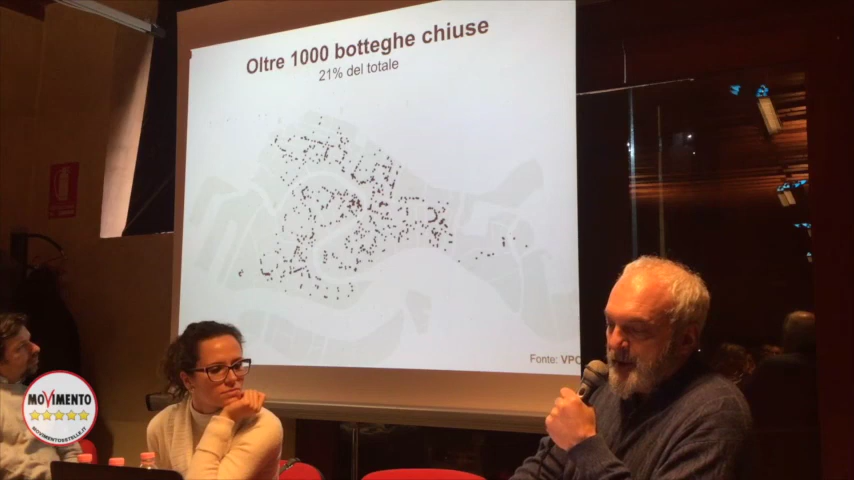 Oltre 1000 botteghe chiuse
21% del totale
Fonte: VPC
MOVIMENTO
MOVIMENTO5STELLE.IT